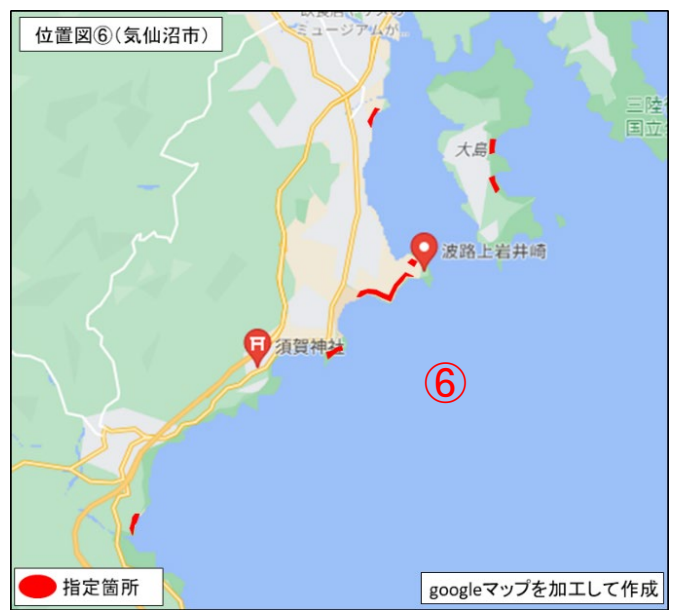 位置図⑥(気仙沼市)
ミュージアムが…
三陸
国立
大島
波路上岩井崎
須賀神社
⑥
指定箇所
googleマップを加工して作成